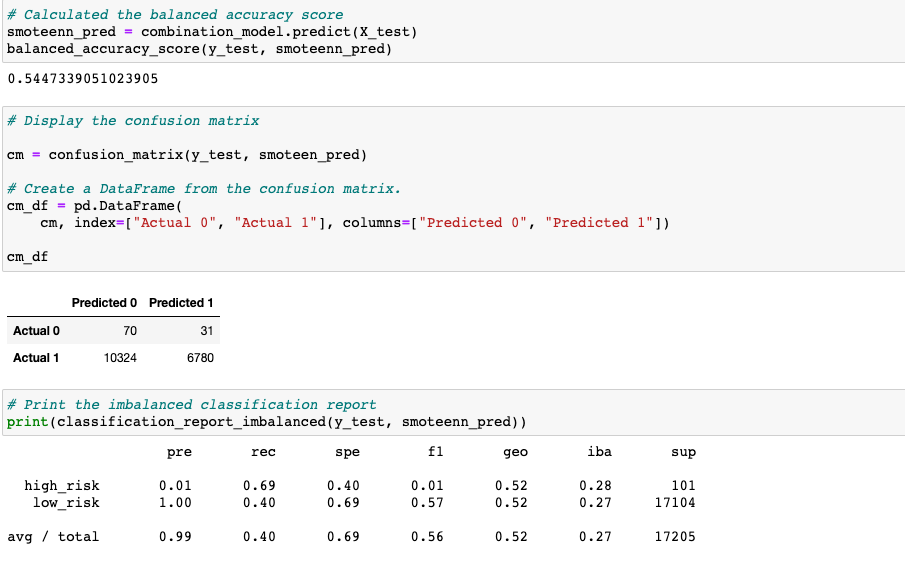 # Calculated the balanced accuracy score
smoteenn_pred = combination_model.predict(X_test)
balanced_accuracy_score(y_test, smoteenn_pred)
0.5447339051023905
# Display the confusion matrix
cm = confusion_matrix(y_test, smoteen_pred)
# Create a DataFrame from the confusion matrix.
cm_df = pd.DataFrame(
    cm, index=["Actual 0", "Actual 1"], columns=["Predicted 0", "Predicted 1"])
cm_df
Predicted 0 Predicted 1
Actual 0 70 31
Actual 1 10324 6780
# Print the imbalanced classification report
print(classification_report_imbalanced(y_test, smoteenn_pred))
pre rec spe f1 geo iba sup
high_risk 0.01 0.69 0.40 0.01 0.52 0.28 101
low_risk 1.00 0.40 0.69 0.57 0.52 0.27 17104
avg / total 0.99 0.40 0.69 0.56 0.52 0.27 17205